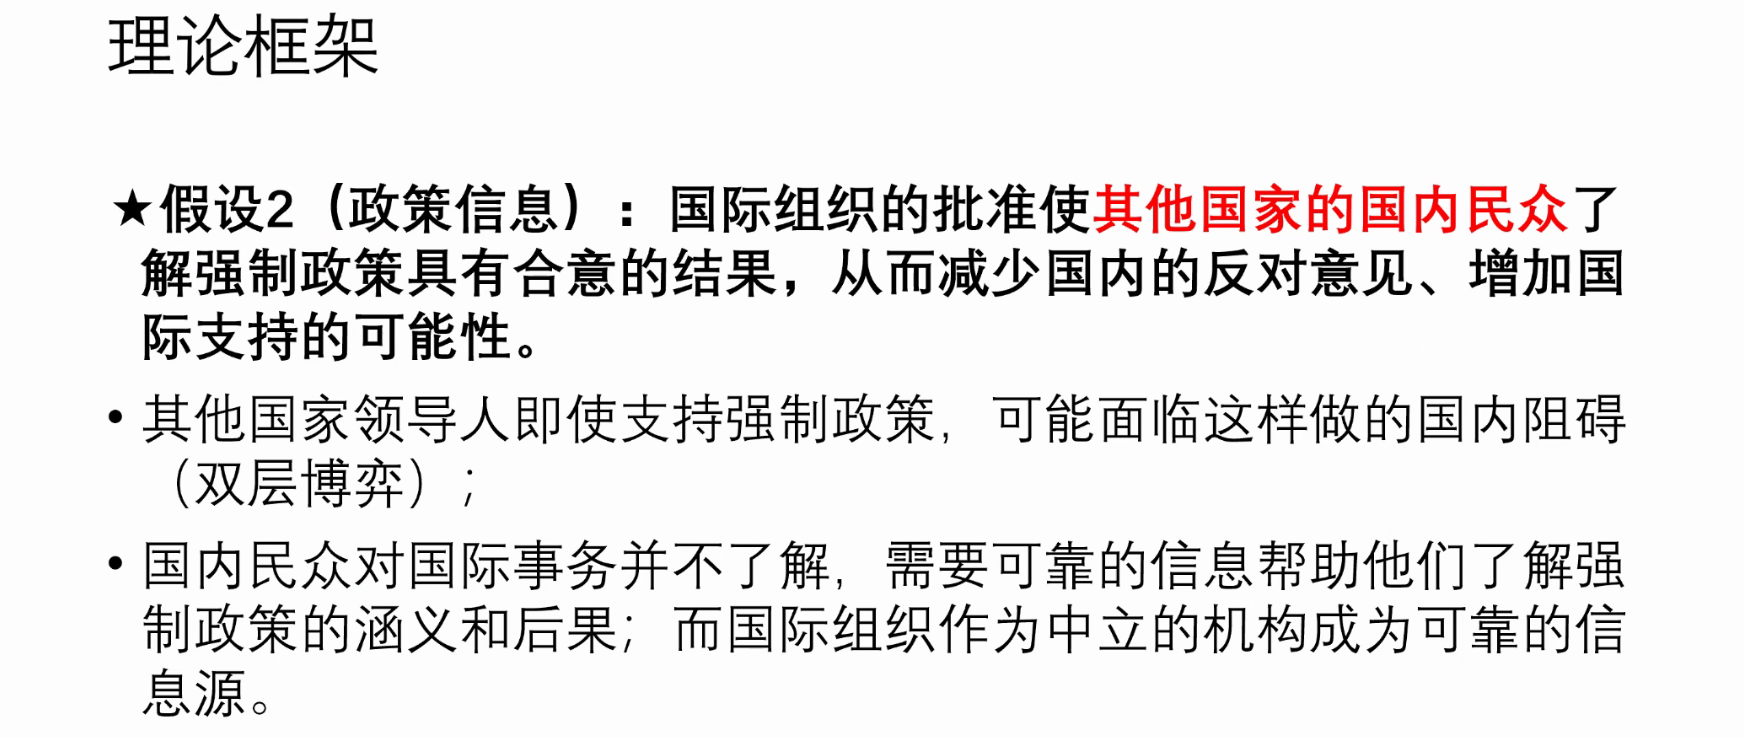 理论框架
★假设2（政策信息）：国际组织的批准使其他国家的国内民众了
解强制政策具有合意的结果，从而减少国内的反对意见、增加国
际支持的可能性。
• 其他国家领导人即使支持强制政策，可能面临这样做的国内阻碍
（双层博弈）；
• 国内民众对国际事务并不了解，需要可靠的信息帮助他们了解强
制政策的涵义和后果；而国际组织作为中立的机构成为可靠的信
息源。